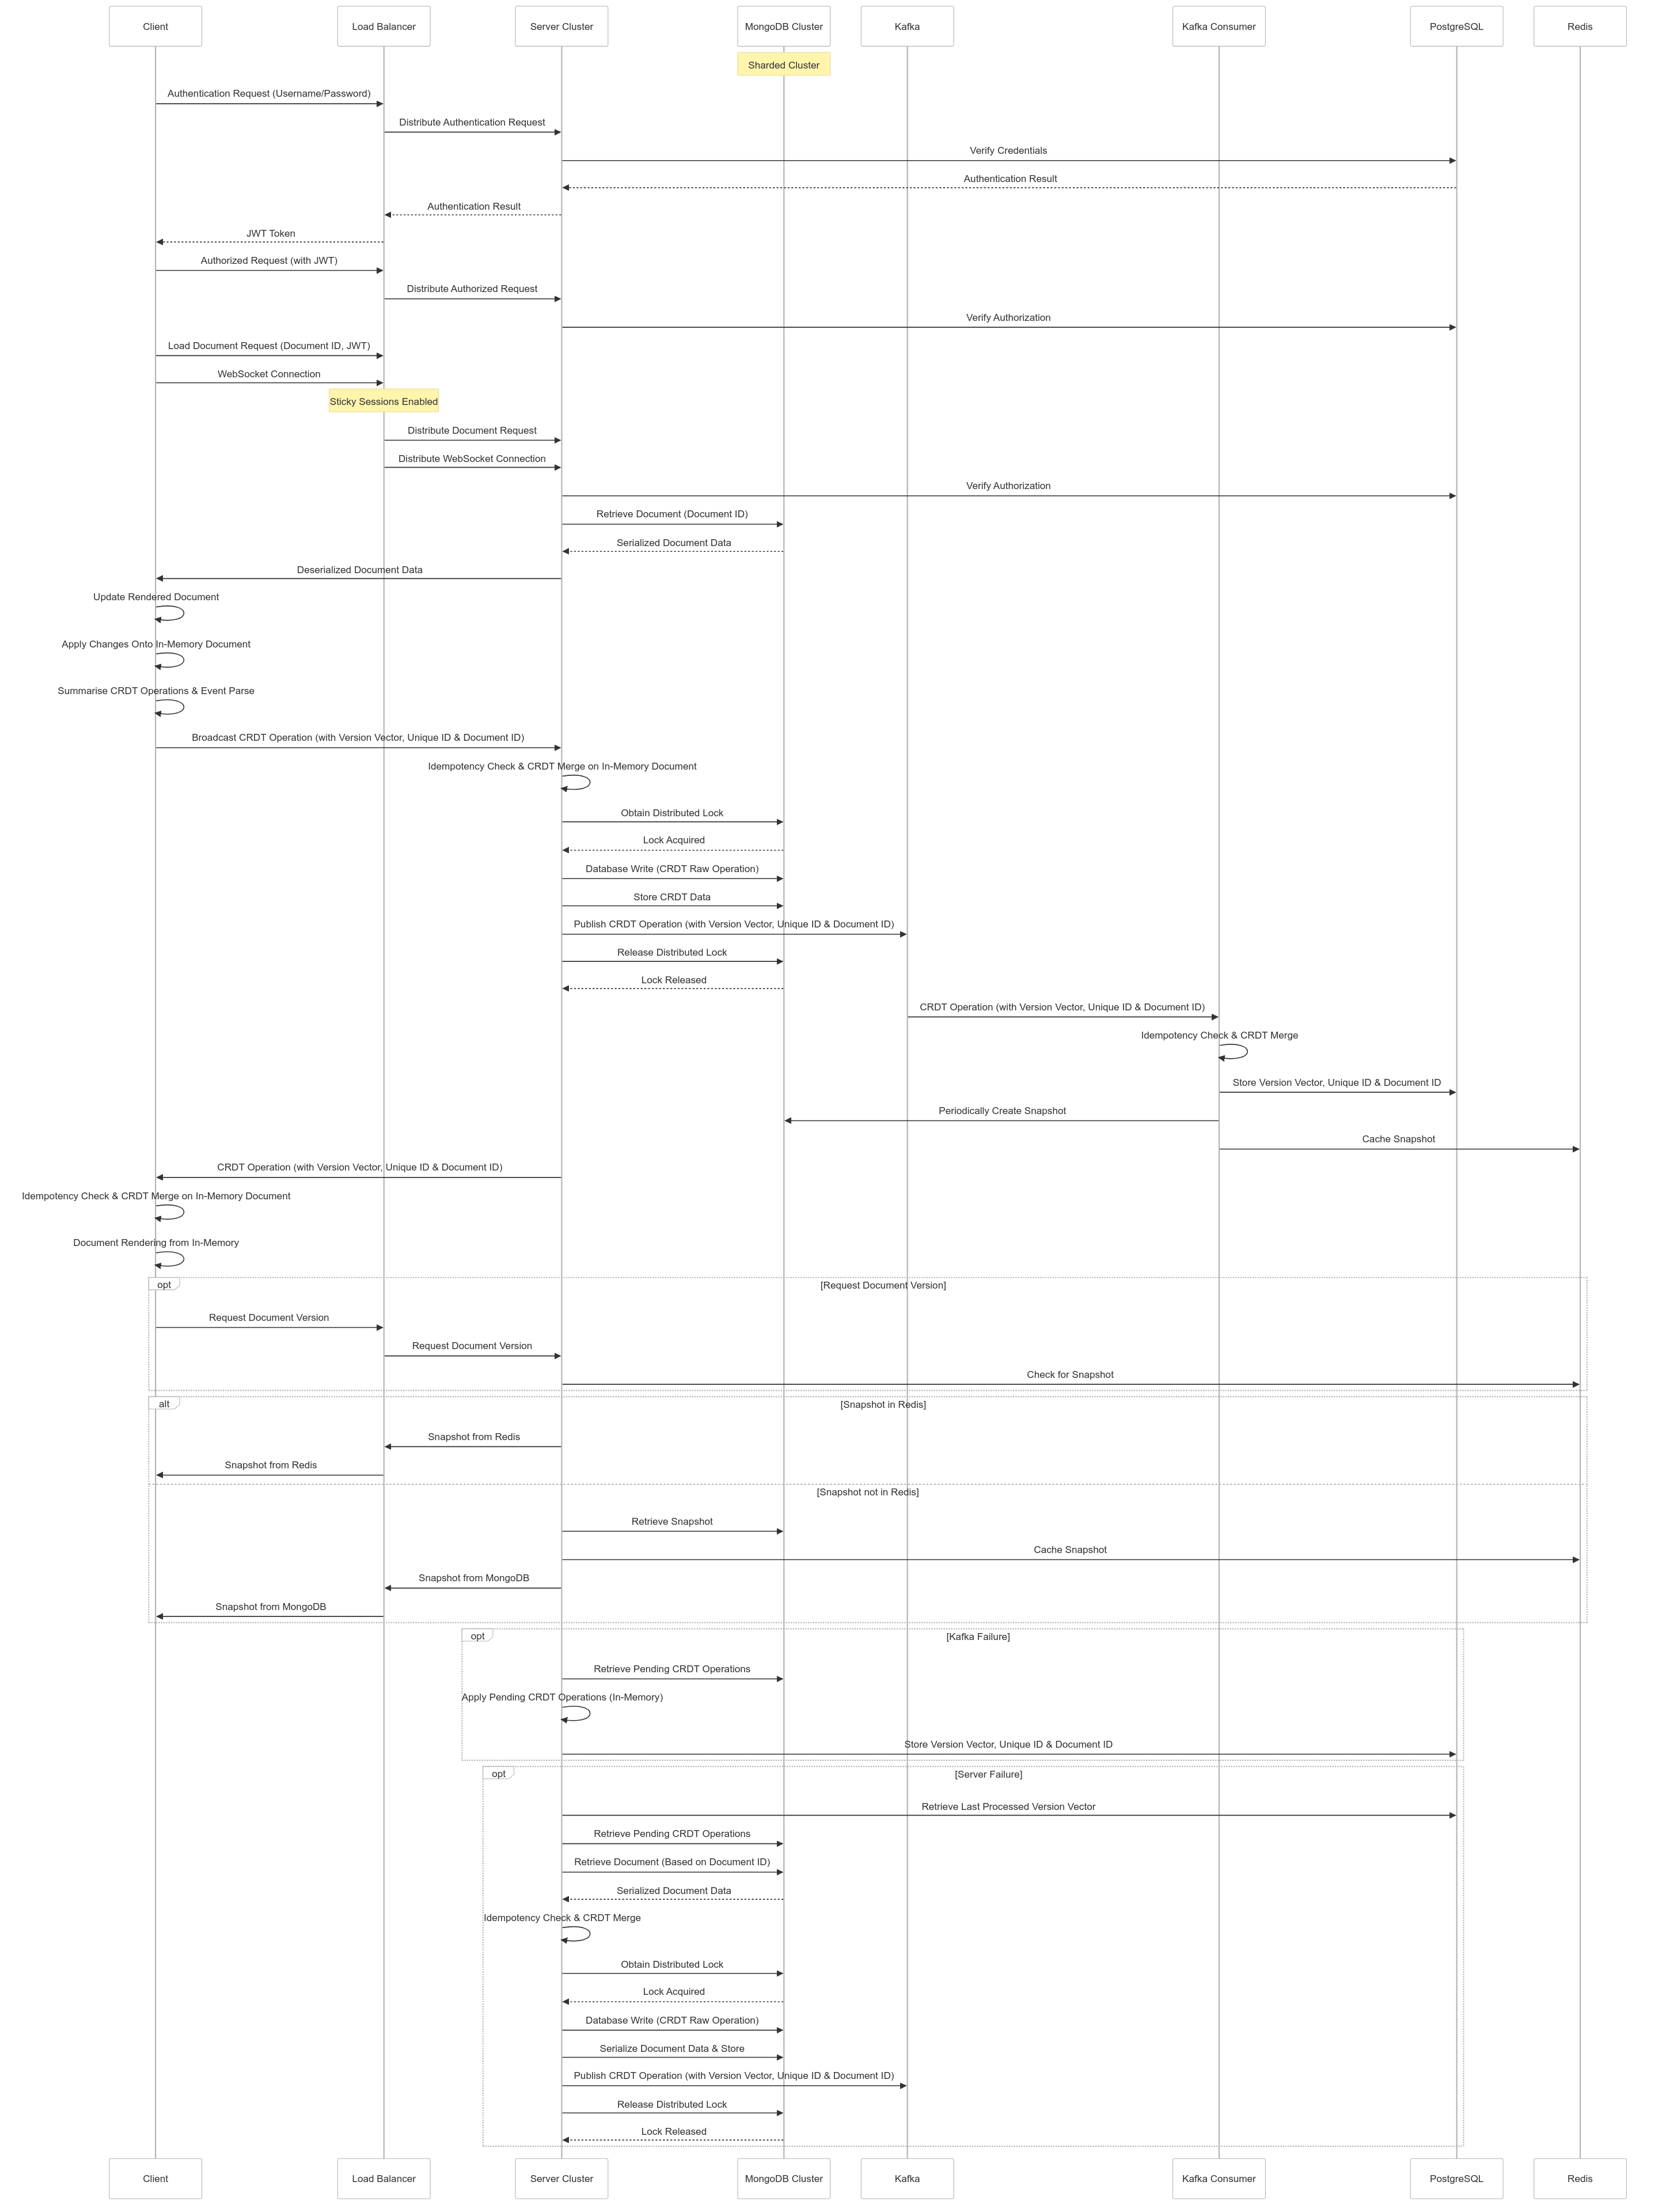 Client
Load Balancer
Server Cluster
MongoDB Cluster
Kafka
Kafka Consumer
PostgreSQL
Redis
Sharded Cluster
Authentication Request (Username/Password)
Distribute Authentication Request
Verify Credentials
Authentication Result
Authentication Result
JWT Token
Authorized Request (with JWT)
Distribute Authorized Request
Verify Authorization
Load Document Request (Document ID, JWT)
WebSocket Connection
Sticky Sessions Enabled
Distribute Document Request
Distribute WebSocket Connection
Verify Authorization
Retrieve Document (Document ID)
Serialized Document Data
Deserialized Document Data
Update Rendered Document
Apply Changes Onto In-Memory Document
Summarise CRDT Operations & Event Parse
Broadcast CRDT Operation (with Version Vector, Unique ID & Document ID)
Idempotency Check & CRDT Merge on In-Memory Document
Obtain Distributed Lock
Lock Acquired
Database Write (CRDT Raw Operation)
Store CRDT Data
Publish CRDT Operation (with Version Vector, Unique ID & Document ID)
Release Distributed Lock
Lock Released
CRDT Operation (with Version Vector, Unique ID & Document ID)
Idempotency Check & CRDT Merge
Store Version Vector, Unique ID & Document ID
Periodically Create Snapshot
Cache Snapshot
CRDT Operation (with Version Vector, Unique ID & Document ID)
Idempotency Check & CRDT Merge on In-Memory Document
Document Rendering from In-Memory
opt
[Request Document Version]
Request Document Version
Request Document Version
Check for Snapshot
alt
[Snapshot in Redis]
Snapshot from Redis
Snapshot from Redis
[Snapshot not in Redis]
Retrieve Snapshot
Cache Snapshot
Snapshot from MongoDB
Snapshot from MongoDB
opt
[Kafka Failure]
Retrieve Pending CRDT Operations
Apply Pending CRDT Operations (In-Memory)
Store Version Vector, Unique ID & Document ID
opt
[Server Failure]
Retrieve Last Processed Version Vector
Retrieve Pending CRDT Operations
Retrieve Document (Based on Document ID)
Serialized Document Data
Idempotency Check & CRDT Merge
Obtain Distributed Lock
Lock Acquired
Database Write (CRDT Raw Operation)
Serialize Document Data & Store
Publish CRDT Operation (with Version Vector, Unique ID & Document ID)
Release Distributed Lock
Lock Released
Client
Load Balancer
Server Cluster
MongoDB Cluster
Kafka
Kafka Consumer
PostgreSQL
Redis